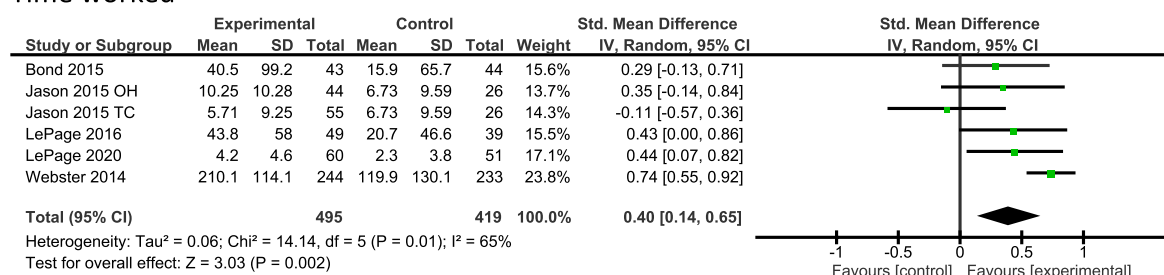 Time worked
Experimental Control Std. Mean Difference Std. Mean Difference
Study or Subgroup Mean SD Total Mean SD Total Weight IV, Random, 95% CI IV, Random, 95% CI
Bond 2015 40.5 99.2 43 15.9 65.7 44 15.6% 0.29 [-0.13, 0.71]
Jason 2015 OH 10.25 10.28 44 6.73 9.59 26 13.7% 0.35 [-0.14, 0.84]
Jason 2015 TC 5.71 9.25 55 6.73 9.59 26 14.3% -0.11 [-0.57, 0.36]
LePage 2016 43.8 58 49 20.7 46.6 39 15.5% 0.43 [0.00, 0.86]
LePage 2020 4.2 4.6 60 2.3 3.8 51 17.1% 0.44 [0.07, 0.82]
Webster 2014 210.1 114.1 244 119.9 130.1 233 23.8% 0.74 [0.55, 0.92]
Total (95% CI) 495 419 100.0% 0.40 [0.14, 0.65]
Heterogeneity: Tau² = 0.06; Chi² = 14.14, df = 5 (P = 0.01); I² = 65%
Test for overall effect: Z = 3.03 (P = 0.002)
-1 -0.5 0 0.5 1
Favours [control] Favours [experimental]